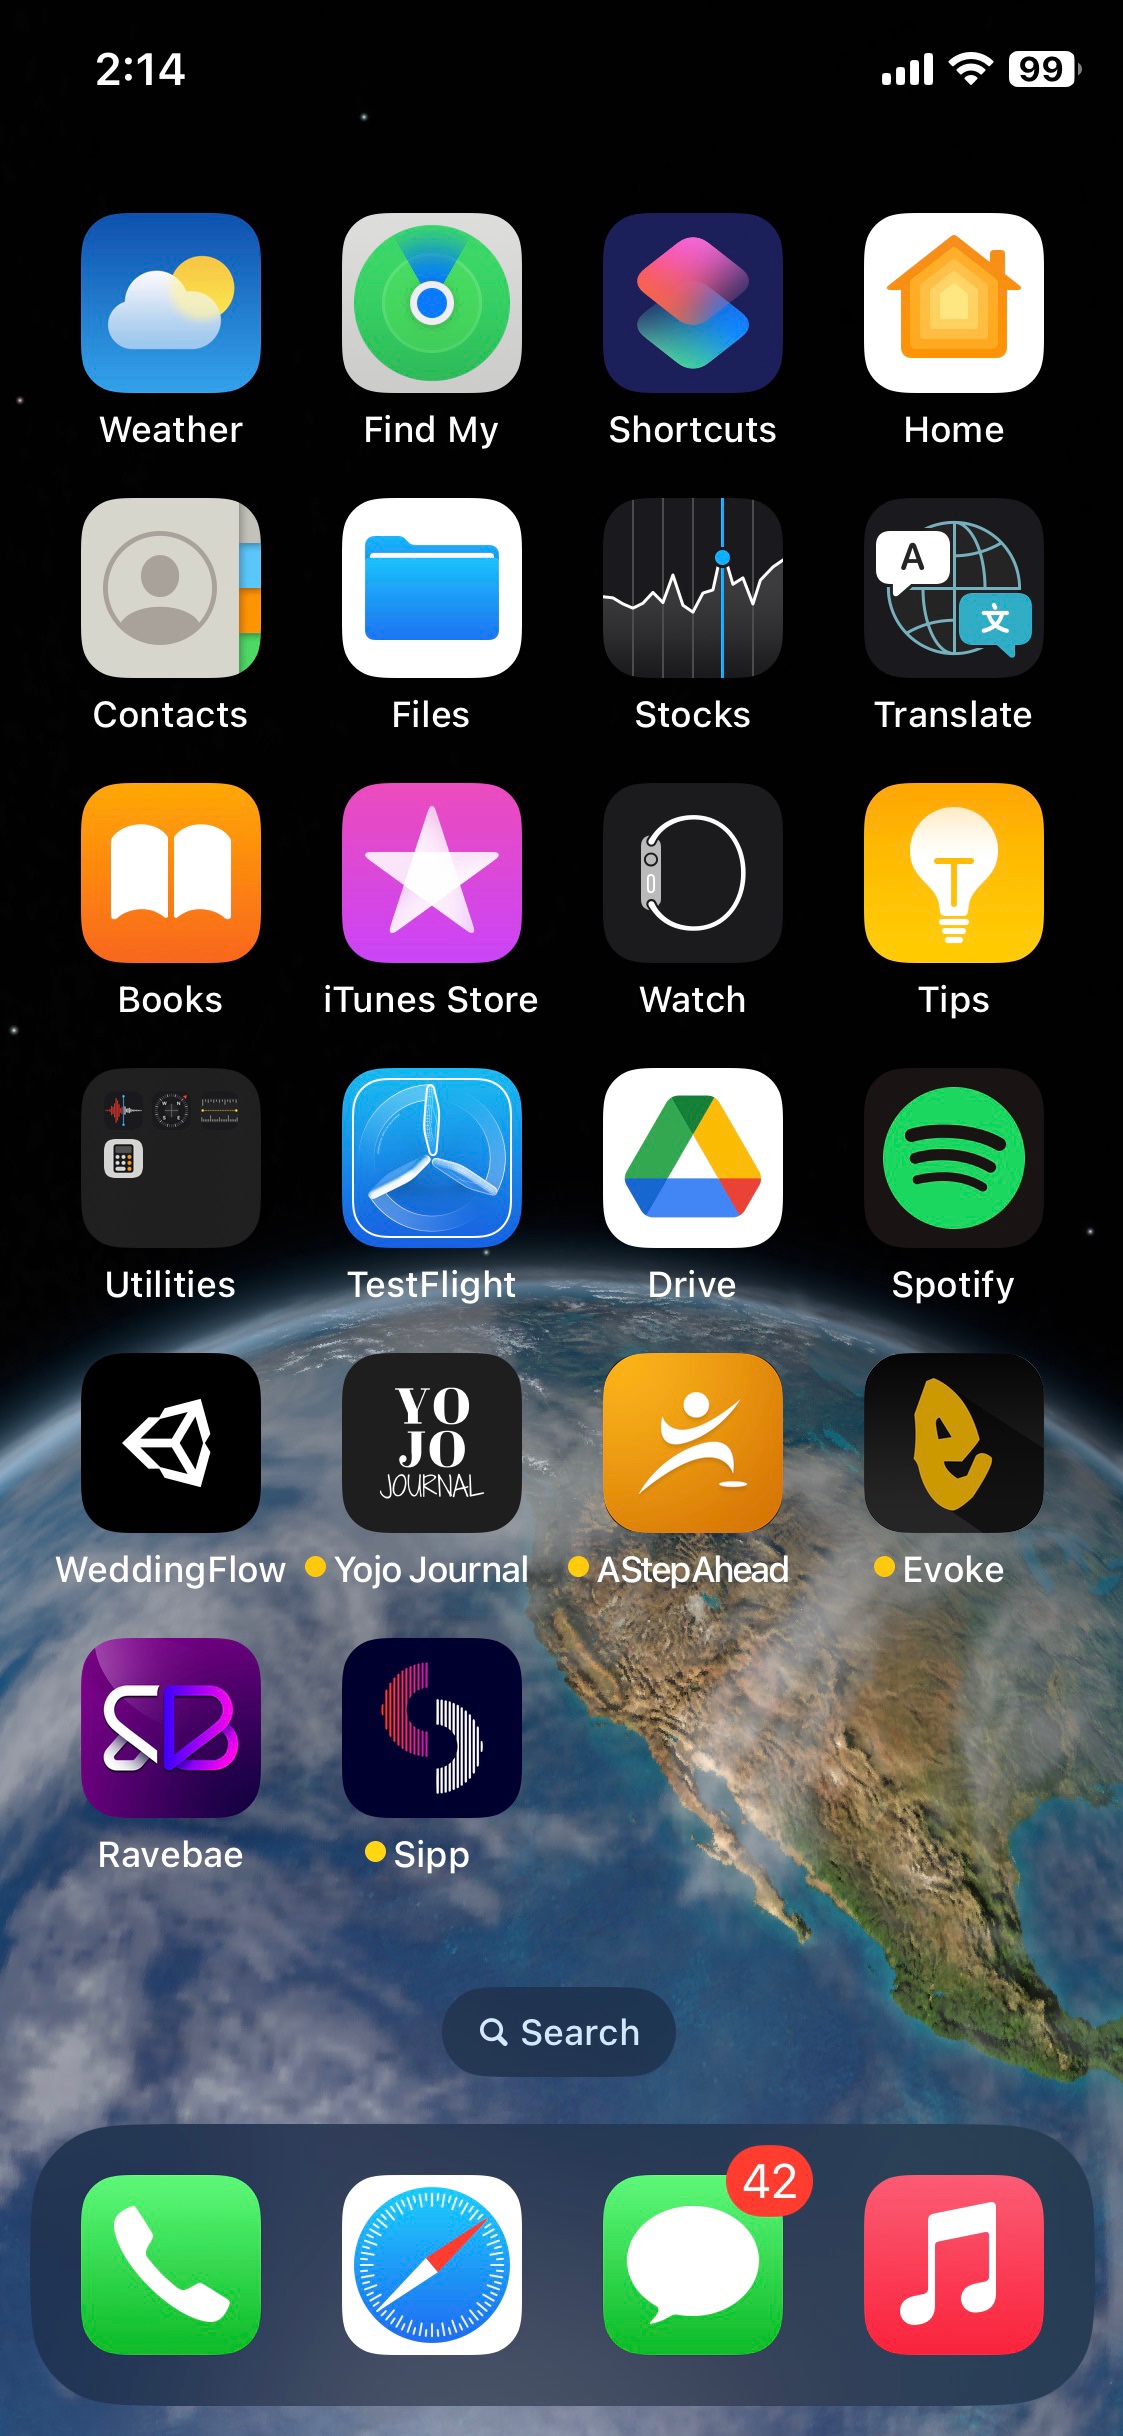 2:14
99
Weather
Find My
Shortcuts
Home
A
文
Contacts
Files
Stocks
Translate
Books
iTunes Store
Watch
Tips
Utilities
TestFlight
Drive
Spotify
YO
JO
JOURNAL
e
WeddingFlow
Yojo Journal
AStepAhead
Evoke
Ravebae
Sipp
Search
42